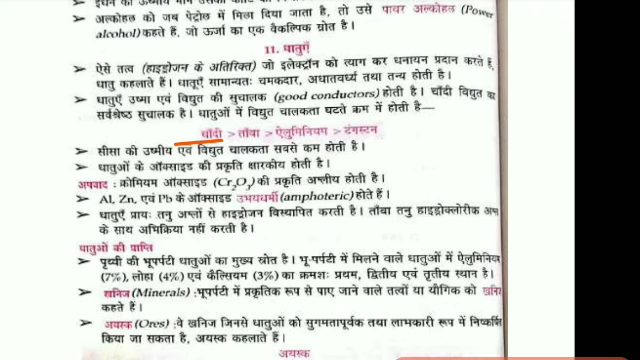 ➢ अल्कोहल को जब पेट्रोल में मिला दिया जाता है, तो उसे पावर अल्कोहल (Power
alcohol) कहते हैं, जो ऊर्जा का एक वैकल्पिक स्रोत है।
11. धातुएँ
➢ ऐसे तत्व (हाइड्रोजन के अतिरिक्त) जो इलेक्ट्रॉन को त्याग कर धनायन प्रदान करते हैं,
धातु कहलाते हैं। धातुएँ सामान्यतः चमकदार, अघातवर्ध्य तथा तन्य होती है।
➢ धातुएँ उष्मा एवं विद्युत की सुचालक (good conductors) होती है। चाँदी विद्युत का
सर्वश्रेष्ठ सुचालक है। धातुओं में विद्युत चालकता घटते क्रम में होती है—
चाँदी > ताँबा > ऐलुमिनियम > टंगस्टन
➢ सीसा की उष्मीय एवं विद्युत चालकता सबसे कम होती है।
➢ धातुओं के ऑक्साइड की प्रकृति क्षारकीय होती है।
अपवाद : क्रोमियम ऑक्साइड (Cr₂O₃) की प्रकृति अम्लीय होती है।
➢ Al, Zn, एवं Pb के ऑक्साइड उभयधर्मी (amphoteric) होते हैं।
➢ धातुएँ प्रायः तनु अम्लों से हाइड्रोजन विस्थापित करती है। ताँबा तनु हाइड्रोक्लोरीक अम्ल
के साथ अभिक्रिया नहीं करती है।
धातुओं की प्राप्ति
➢ पृथ्वी की भूपर्पटी धातुओं का मुख्य स्रोत है। भू-पर्पटी में मिलने वाले धातुओं में ऐलुमिनियम
(7%), लोहा (4%) एवं कैल्सियम (3%) का क्रमशः प्रथम, द्वितीय एवं तृतीय स्थान है।
➢ खनिज (Minerals) : भूपर्पटी में प्रकृतिक रूप से पाए जाने वाले तत्वों या यौगिक को खनिज
कहते हैं।
➢ अयस्क (Ores) : वे खनिज जिनसे धातुओं को सुगमतापूर्वक तथा लाभकारी रूप में निष्कर्षित
किया जा सकता है, अयस्क कहलाते हैं।
अयस्क